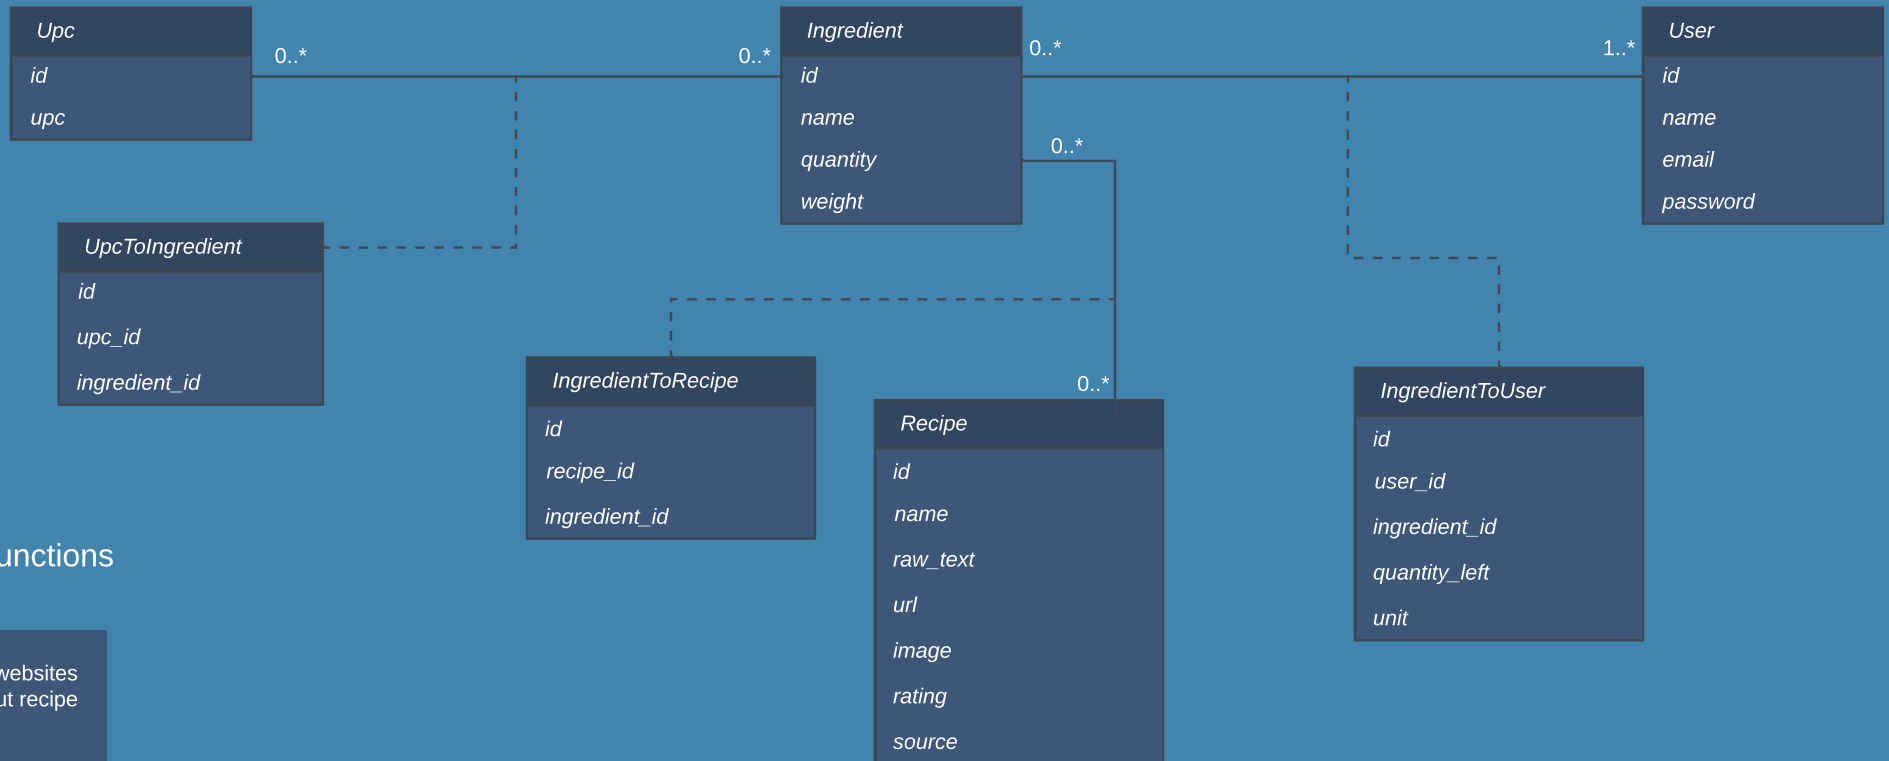 Upc
id
upc
0..*
0..*
Ingredient
id
name
quantity
weight
0..*
1..*
User
id
name
email
password
0..*
UpcToIngredient
id
upc_id
ingredient_id
IngredientToRecipe
id
recipe_id
ingredient_id
0..*
Recipe
id
name
raw_text
url
image
rating
source
IngredientToUser
id
user_id
ingredient_id
quantity_left
unit
unctions
websites
ut recipe